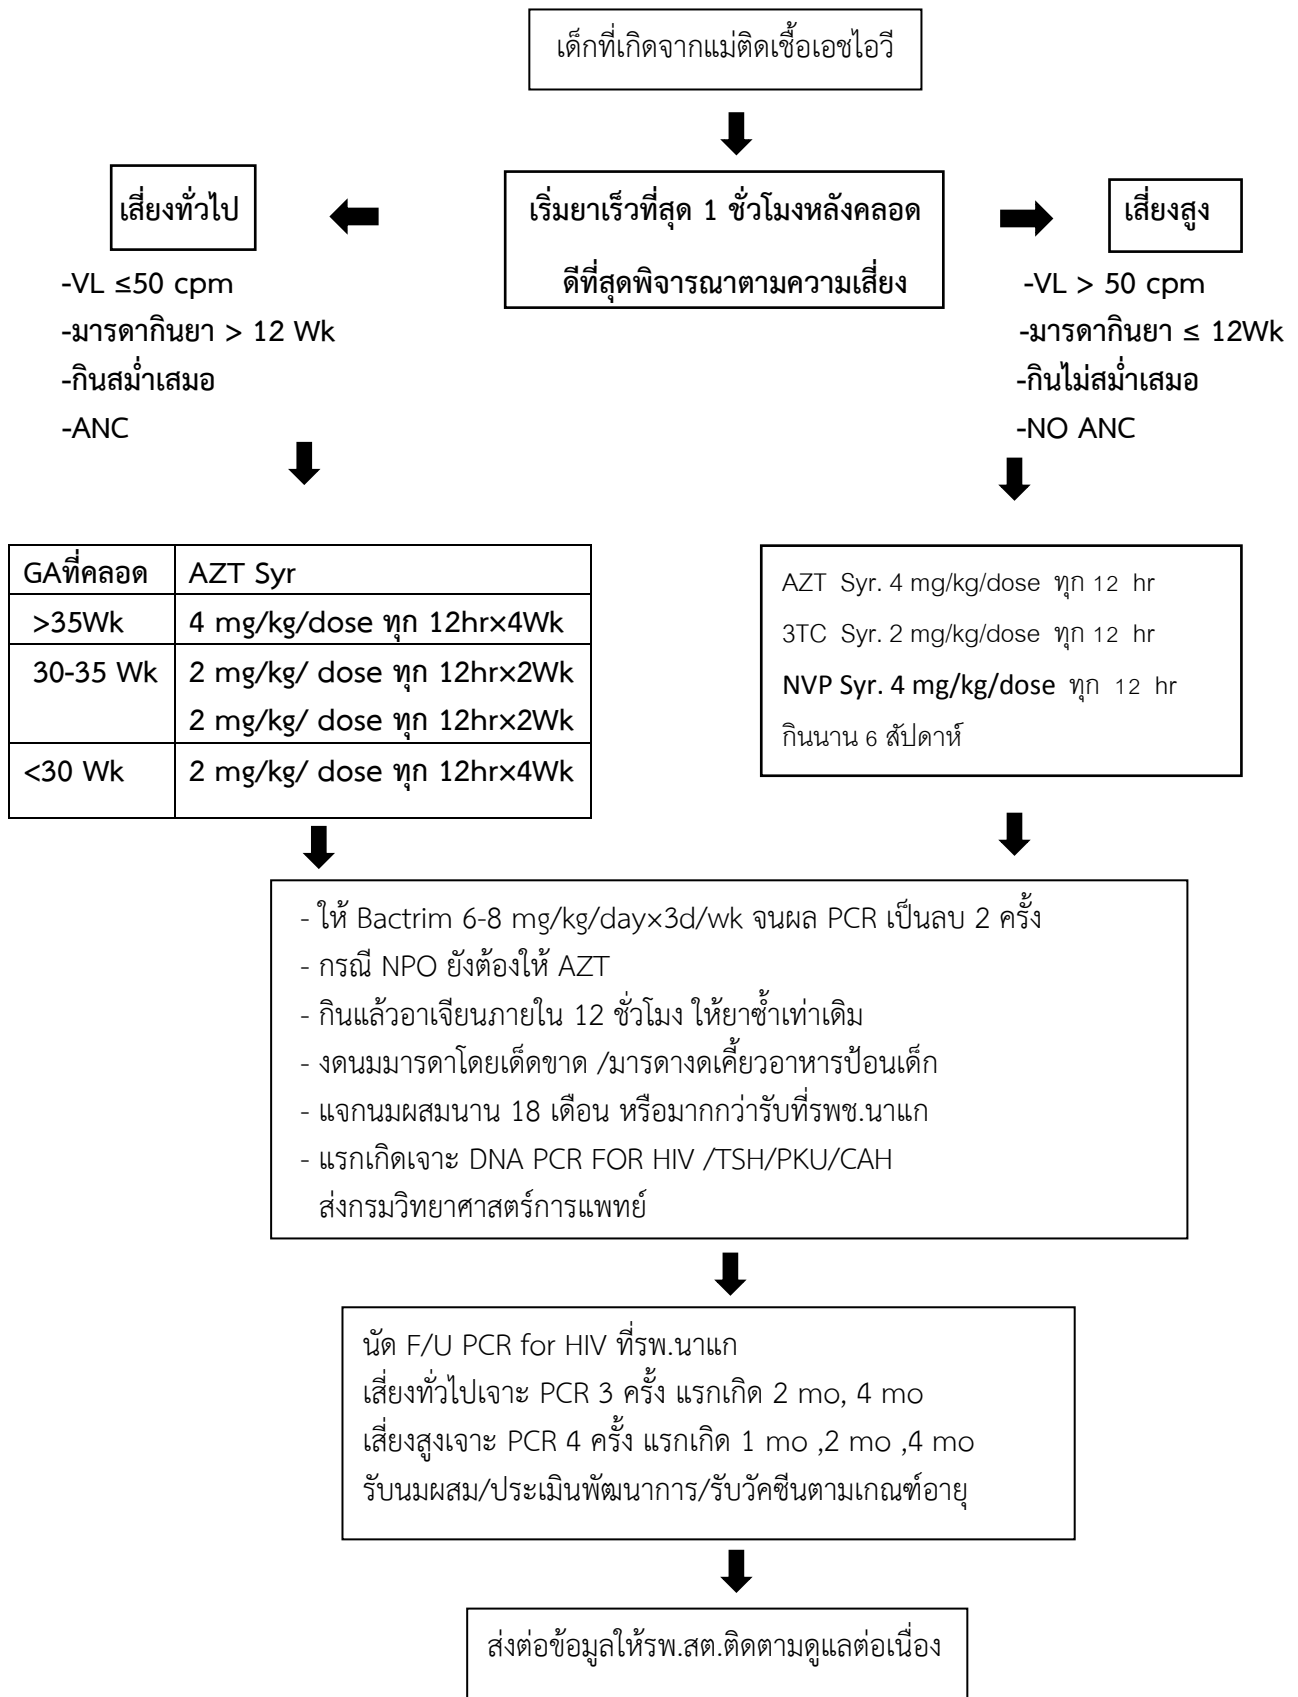 เด็กที่เกิดจากแม่ติดเชื้อเอชไอวี
เสี่ยงทั่วไป
-VL ≤50 cpm
-มารดากินยา > 12 Wk
-กินสม่ำเสมอ
-ANC
เริ่มยาเร็วที่สุด 1 ชั่วโมงหลังคลอด
ดีที่สุดพิจารณาตามความเสี่ยง
เสี่ยงสูง
-VL > 50 cpm
-มารดากินยา ≤ 12Wk
-กินไม่สม่ำเสมอ
-NO ANC
GAที่คลอด AZT Syr
>35Wk 4 mg/kg/dose ทุก 12hr×4Wk
30-35 Wk 2 mg/kg/ dose ทุก 12hr×2Wk
2 mg/kg/ dose ทุก 12hr×2Wk
<30 Wk 2 mg/kg/ dose ทุก 12hr×4Wk
AZT Syr. 4 mg/kg/dose ทุก 12 hr
3TC Syr. 2 mg/kg/dose ทุก 12 hr
NVP Syr. 4 mg/kg/dose ทุก 12 hr
กินนาน 6 สัปดาห์
- ให้ Bactrim 6-8 mg/kg/day×3d/wk จนผล PCR เป็นลบ 2 ครั้ง
- กรณี NPO ยังต้องให้ AZT
- กินแล้วอาเจียนภายใน 12 ชั่วโมง ให้ยาซ้ำเท่าเดิม
- งดนมมารดาโดยเด็ดขาด /มารดางดเคี้ยวอาหารป้อนเด็ก
- แจกนมผสมนาน 18 เดือน หรือมากกว่ารับที่รพช.นาแก
- แรกเกิดเจาะ DNA PCR FOR HIV /TSH/PKU/CAH
ส่งกรมวิทยาศาสตร์การแพทย์
นัด F/U PCR for HIV ที่รพ.นาแก
เสี่ยงทั่วไปเจาะ PCR 3 ครั้ง แรกเกิด 2 mo, 4 mo
เสี่ยงสูงเจาะ PCR 4 ครั้ง แรกเกิด 1 mo ,2 mo ,4 mo
รับนมผสม/ประเมินพัฒนาการ/รับวัคซีนตามเกณฑ์อายุ
ส่งต่อข้อมูลให้รพ.สต.ติดตามดูแลต่อเนื่อง